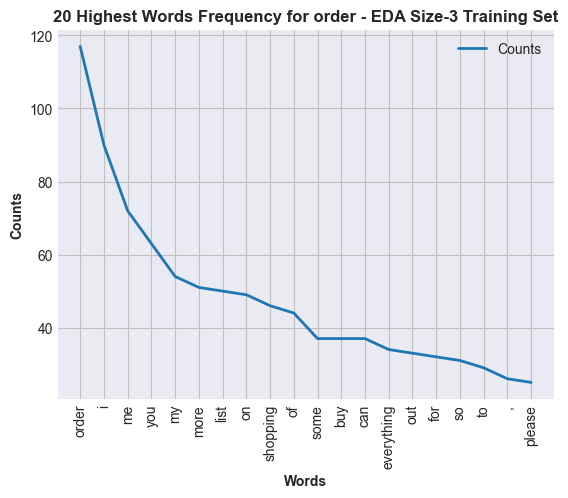 20 Highest Words Frequency for order - EDA Size-3 Training Set
Counts
120
100
80
60
40
Counts
order
i
me
you
my
more
list
on
shopping
of
some
buy
can
everything
out
for
so
to
,
please
Words